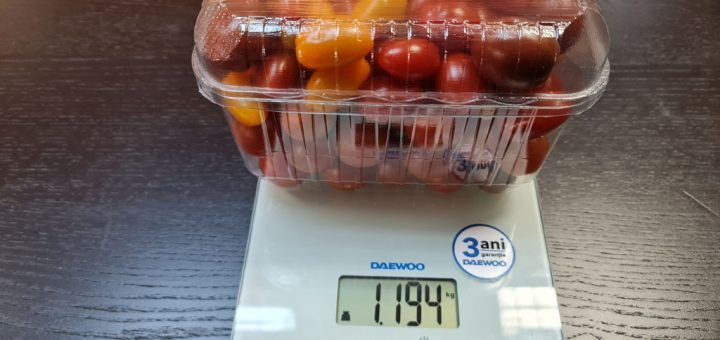 3 ani
garanție
DAEWOO
DAEWOO
1.194 kg